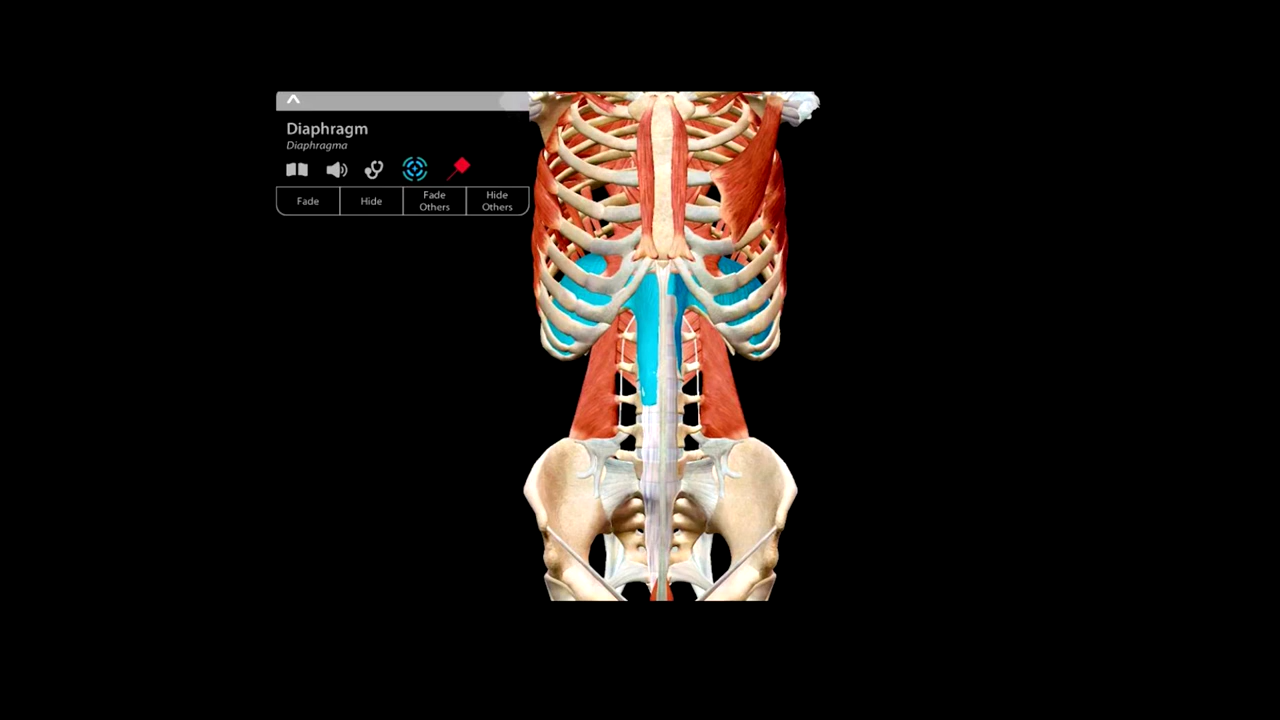 Diaphragm
Diaphragma
Fade
Hide
Fade
Others
Hide
Others